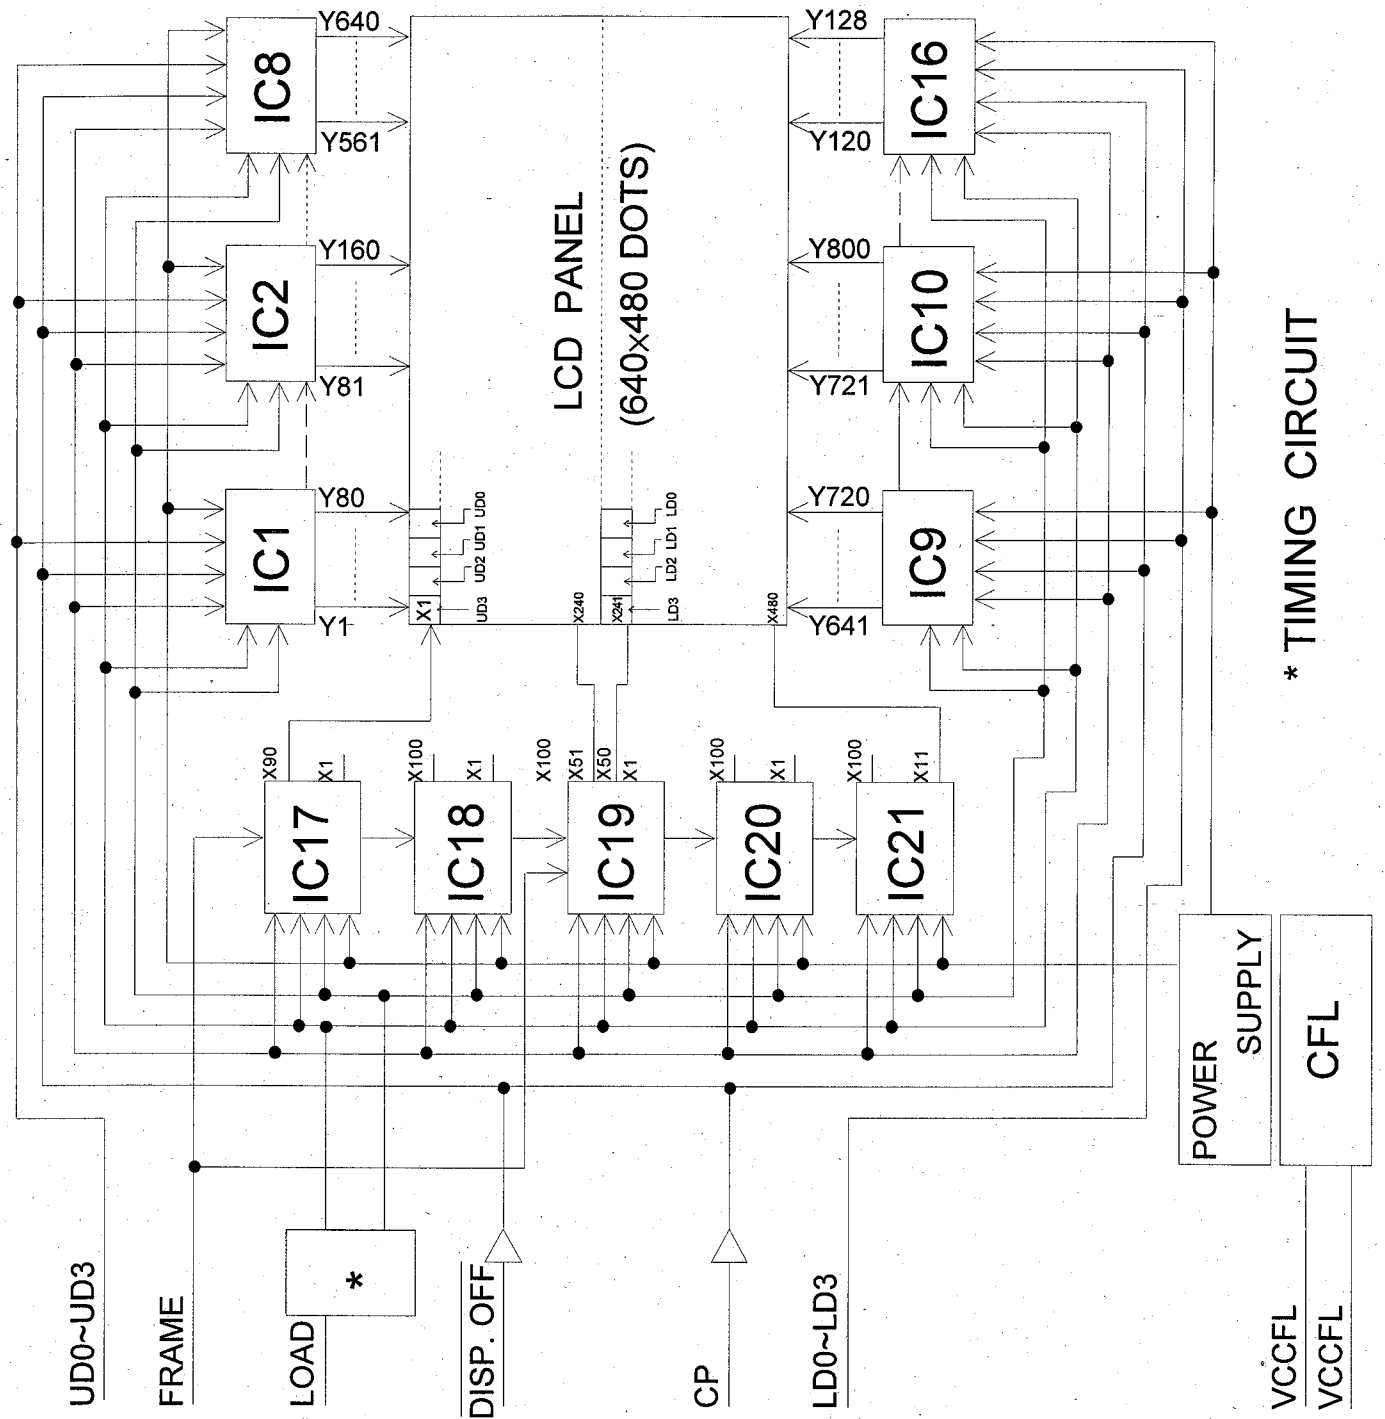 Y640
Y561
IC8
Y160
Y81
IC2
Y80
Y1
IC1
LCD PANEL
(640x480 DOTS)
UD0
UD1
UD2
UD3
X1
X240
LD0
LD1
LD2
LD3
X241
X480
Y128
Y120
IC16
Y800
Y721
IC10
Y720
Y641
IC9
* TIMING CIRCUIT
X90
X1
IC17
X100
X1
IC18
X100
X51
X50
X1
IC19
X100
X1
IC20
X100
X11
IC21
POWER
SUPPLY
CFL
UD0~UD3
FRAME
LOAD
*
DISP. OFF
CP
LD0~LD3
VCCFL
VCCFL